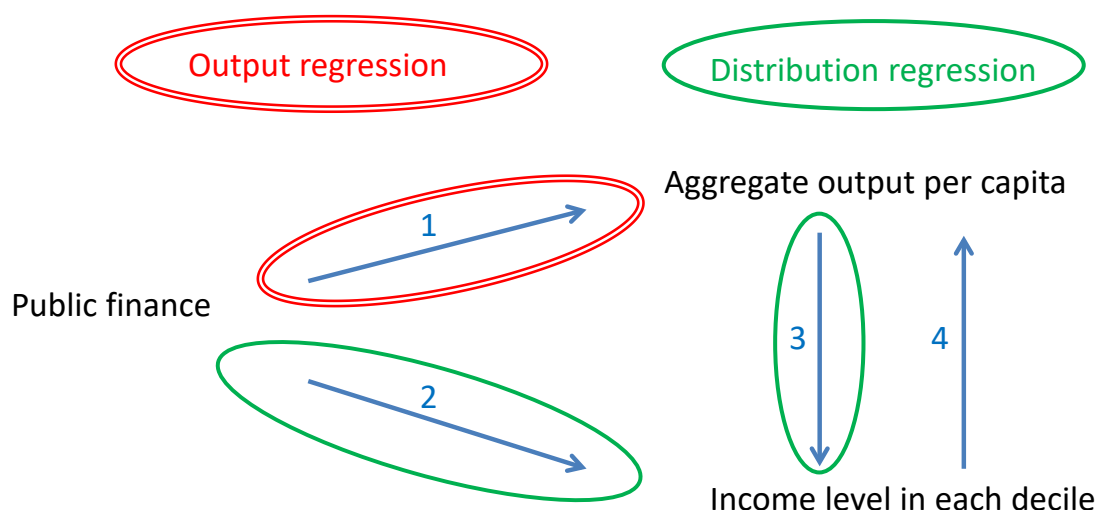 Output regression
Distribution regression
Aggregate output per capita
1
Public finance
3
4
2
Income level in each decile